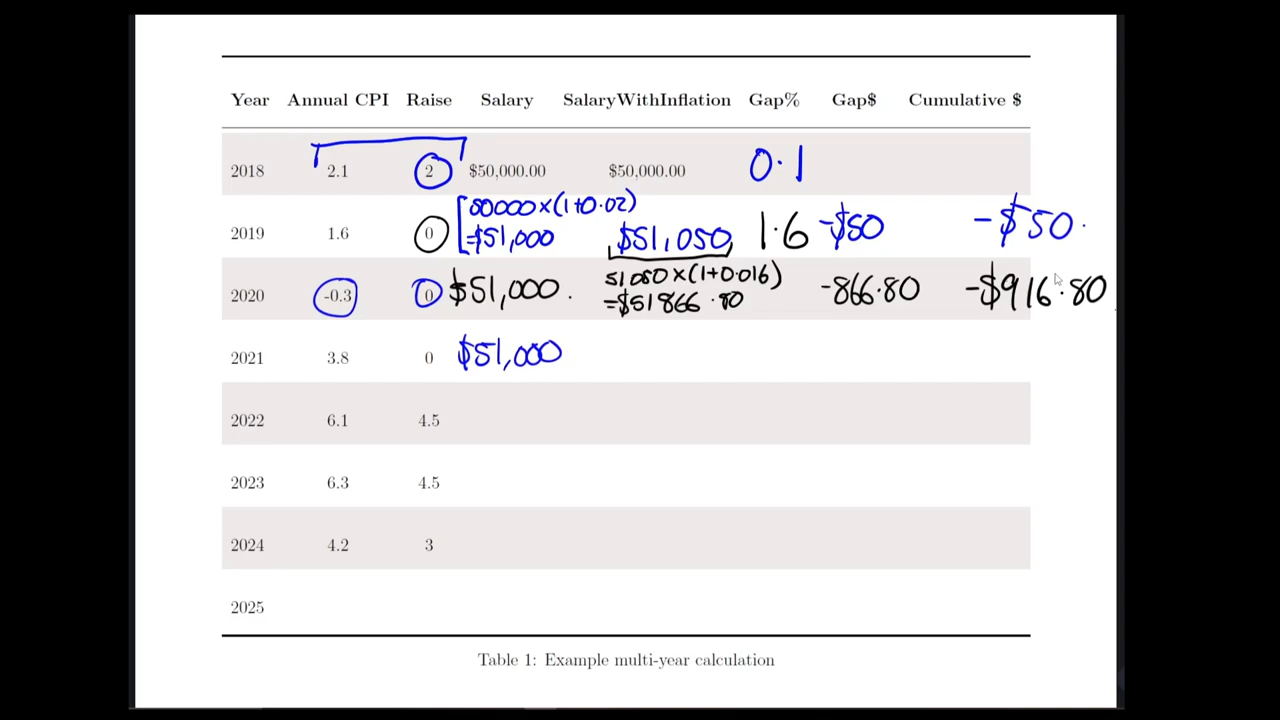 Year Annual CPI Raise Salary SalaryWithInflation Gap% Gap$ Cumulative $
2018 2.1 2 $50,000.00 $50,000.00 0.1
50000×(1+0.02)
2019 1.6 0 =$51,000 $51,050 1.6 -$50 -$50.
51050×(1+0.016)
2020 -0.3 0 $51,000. =$51866.80 -866.80 -$916.80
2021 3.8 0 $51,000
2022 6.1 4.5
2023 6.3 4.5
2024 4.2 3
2025
Table 1: Example multi-year calculation